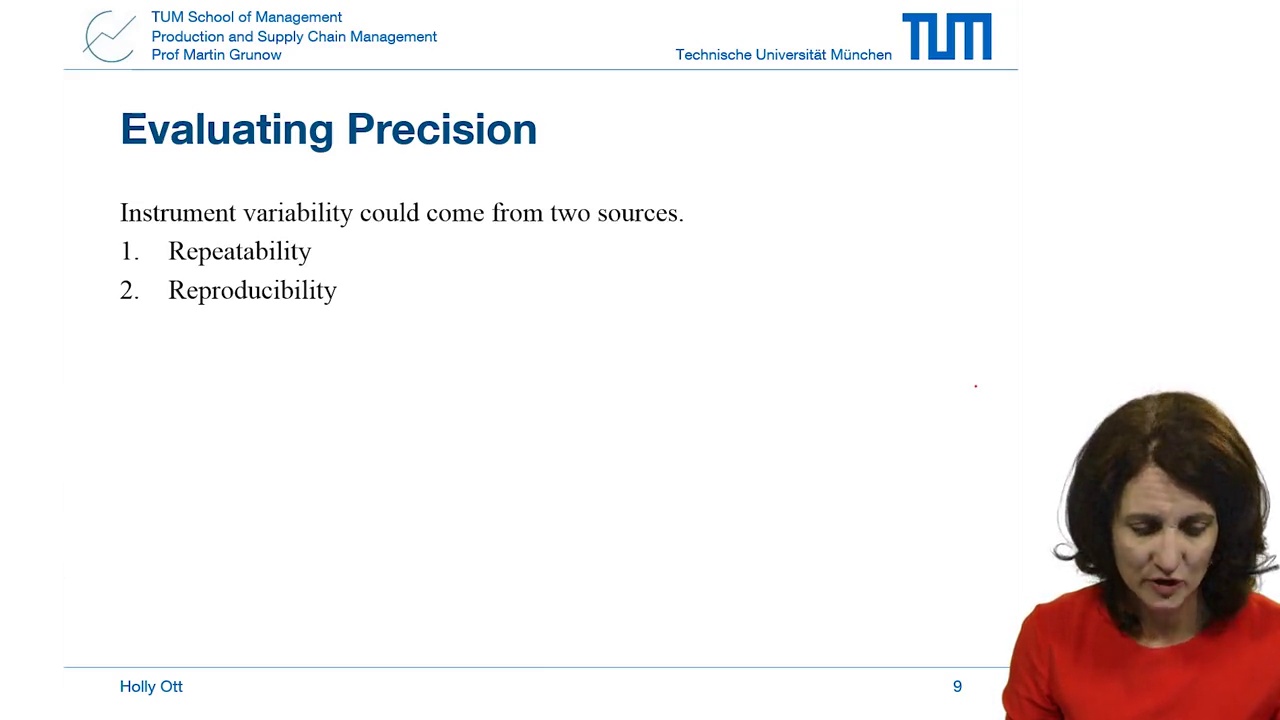 TUM School of Management
Production and Supply Chain Management
Prof Martin Grunow
Technische Universität München
TUM
Evaluating Precision
Instrument variability could come from two sources.
1. Repeatability
2. Reproducibility
Holly Ott
9